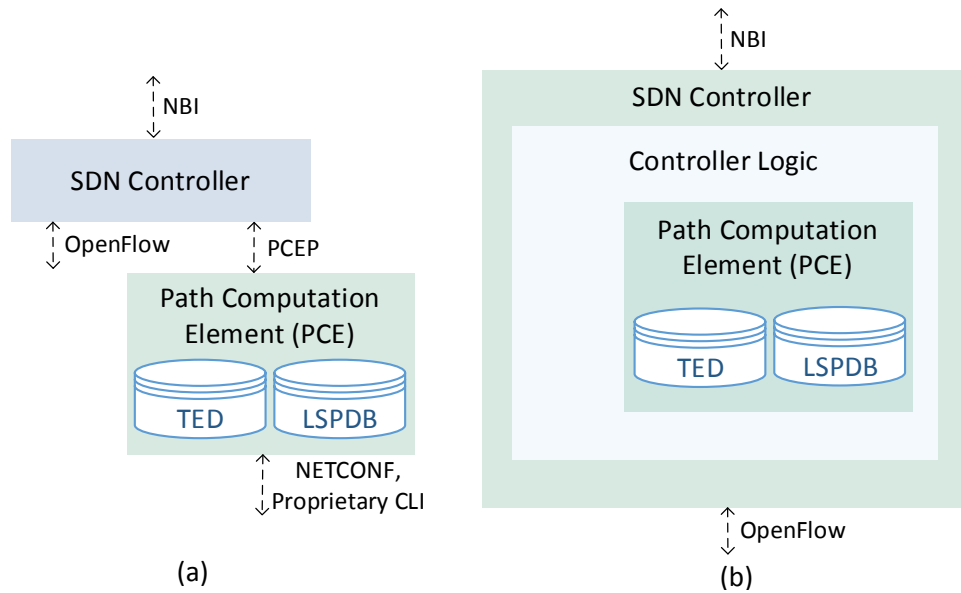 NBI
SDN Controller
OpenFlow
PCEP
Path Computation
Element (PCE)
TED
LSPDB
NETCONF,
Proprietary CLI
(a)
NBI
SDN Controller
Controller Logic
Path Computation
Element (PCE)
TED
LSPDB
OpenFlow
(b)